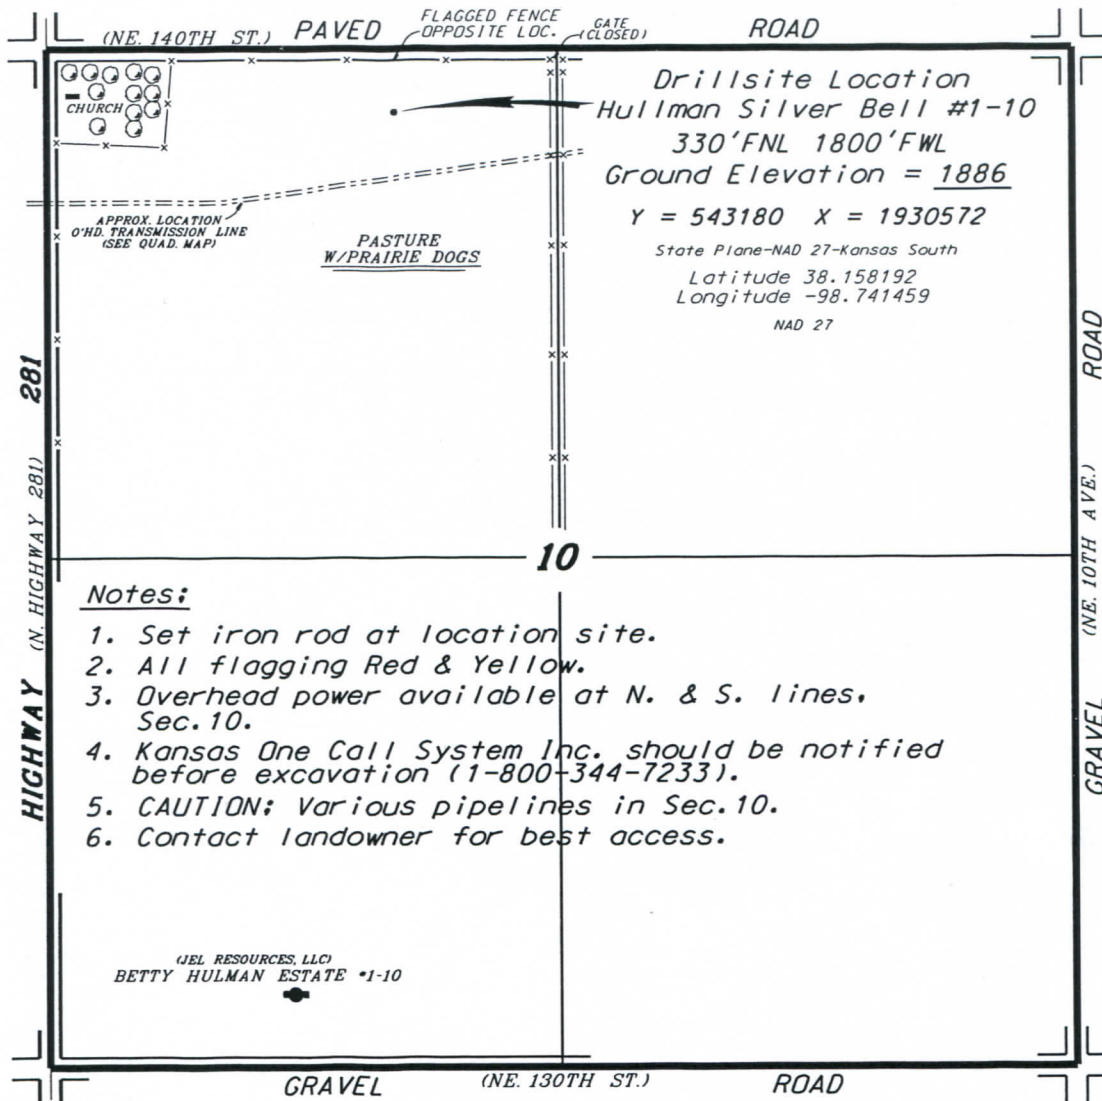 FLAGGED FENCE
OPPOSITE LOC.
GATE
(CLOSED)
(NE. 140TH ST.) PAVED ROAD
CHURCH
Drillsite Location
Hullman Silver Bell #1-10
330'FNL 1800'FWL
Ground Elevation = 1886
Y = 543180 X = 1930572
State Plane-NAD 27-Kansas South
Latitude 38.158192
Longitude -98.741459
NAD 27
APPROX. LOCATION
O'HD. TRANSMISSION LINE
(SEE QUAD. MAP)
PASTURE
W/PRAIRIE DOGS
HIGHWAY (N. HIGHWAY 281) 281
GRAVEL (NE. 10TH AVE.) ROAD
10
Notes:
1. Set iron rod at location site.
2. All flagging Red & Yellow.
3. Overhead power available at N. & S. lines,
Sec.10.
4. Kansas One Call System Inc. should be notified
before excavation (1-800-344-7233).
5. CAUTION: Various pipelines in Sec.10.
6. Contact landowner for best access.
(JEL RESOURCES, LLC)
BETTY HULMAN ESTATE #1-10
GRAVEL (NE. 130TH ST.) ROAD